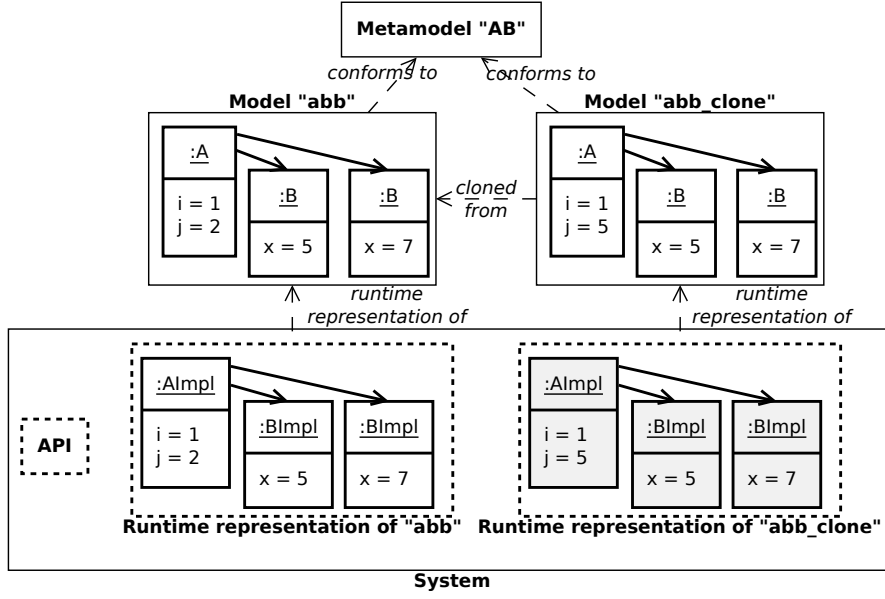 Metamodel "AB"
conforms to
conforms to
Model "abb"
Model "abb_clone"
:A
i = 1
j = 2
:B
x = 5
:B
x = 7
cloned
from
:A
i = 1
j = 5
:B
x = 5
:B
x = 7
runtime
representation of
runtime
representation of
API
:AImpl
i = 1
j = 2
:BImpl
x = 5
:BImpl
x = 7
Runtime representation of "abb"
:AImpl
i = 1
j = 5
:BImpl
x = 5
:BImpl
x = 7
Runtime representation of "abb_clone"
System